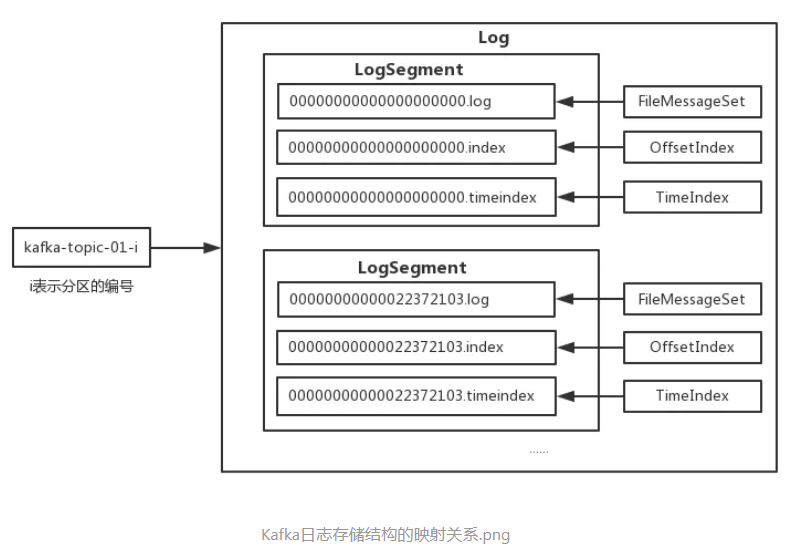 Log
LogSegment
00000000000000000000.log
FileMessageSet
00000000000000000000.index
OffsetIndex
00000000000000000000.timeindex
TimeIndex
kafka-topic-01-i
i表示分区的编号
LogSegment
00000000000022372103.log
FileMessageSet
00000000000022372103.index
OffsetIndex
00000000000022372103.timeindex
TimeIndex
......
Kafka日志存储结构的映射关系.png